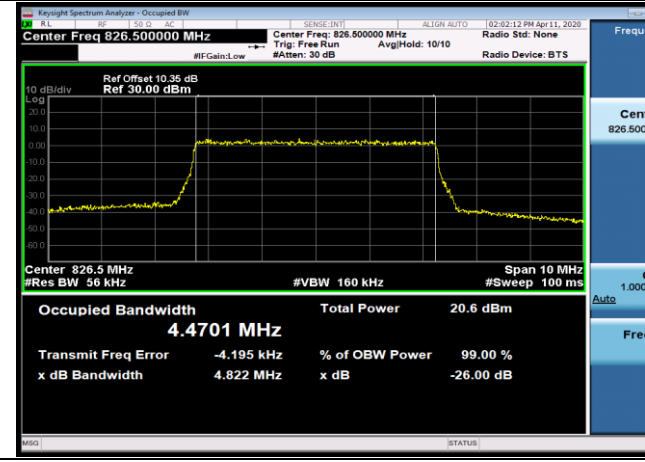 Keysight Spectrum Analyzer - Occupied BW
RL RF 50 Ω AC SENSE:INT ALIGN AUTO 02:02:12 PM Apr 11, 2020
Center Freq 826.500000 MHz Center Freq: 826.500000 MHz Radio Std: None Frequ
Trig: Free Run Avg|Hold: 10/10
#IFGain:Low #Atten: 30 dB Radio Device: BTS
Ref Offset 10.35 dB
10 dB/div Ref 30.00 dBm
Log
20.0
10.0
0.00
-10.0
-20.0
-30.0
-40.0
-50.0
-60.0
Cen
826.500
Center 826.5 MHz Span 10 MHz
#Res BW 56 kHz #VBW 160 kHz #Sweep 100 ms
1.000
Auto
Occupied Bandwidth Total Power 20.6 dBm
4.4701 MHz
Fre
Transmit Freq Error -4.195 kHz % of OBW Power 99.00 %
x dB Bandwidth 4.822 MHz x dB -26.00 dB
MSG STATUS